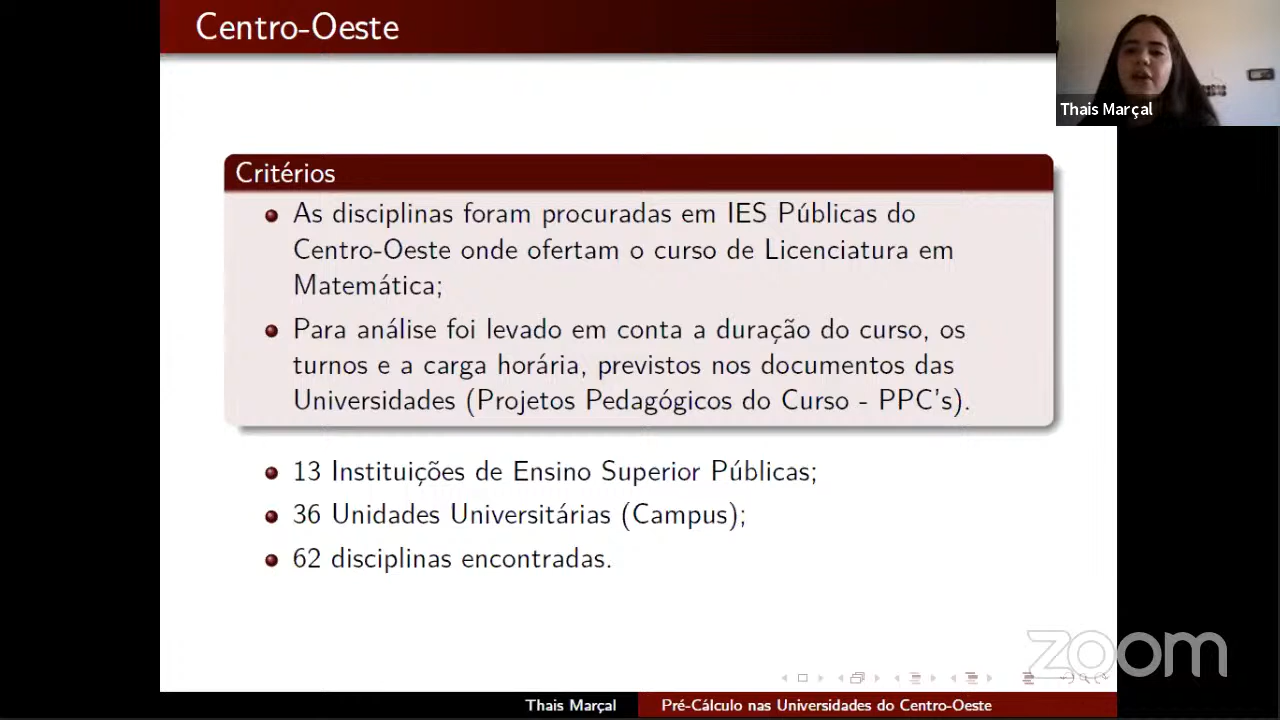 Centro-Oeste
Thais Marçal
Critérios
As disciplinas foram procuradas em IES Públicas do
Centro-Oeste onde ofertam o curso de Licenciatura em
Matemática;
Para análise foi levado em conta a duração do curso, os
turnos e a carga horária, previstos nos documentos das
Universidades (Projetos Pedagógicos do Curso - PPC's).
13 Instituições de Ensino Superior Públicas;
36 Unidades Universitárias (Campus);
62 disciplinas encontradas.
zoom
Thais Marçal
Pré-Cálculo nas Universidades do Centro-Oeste